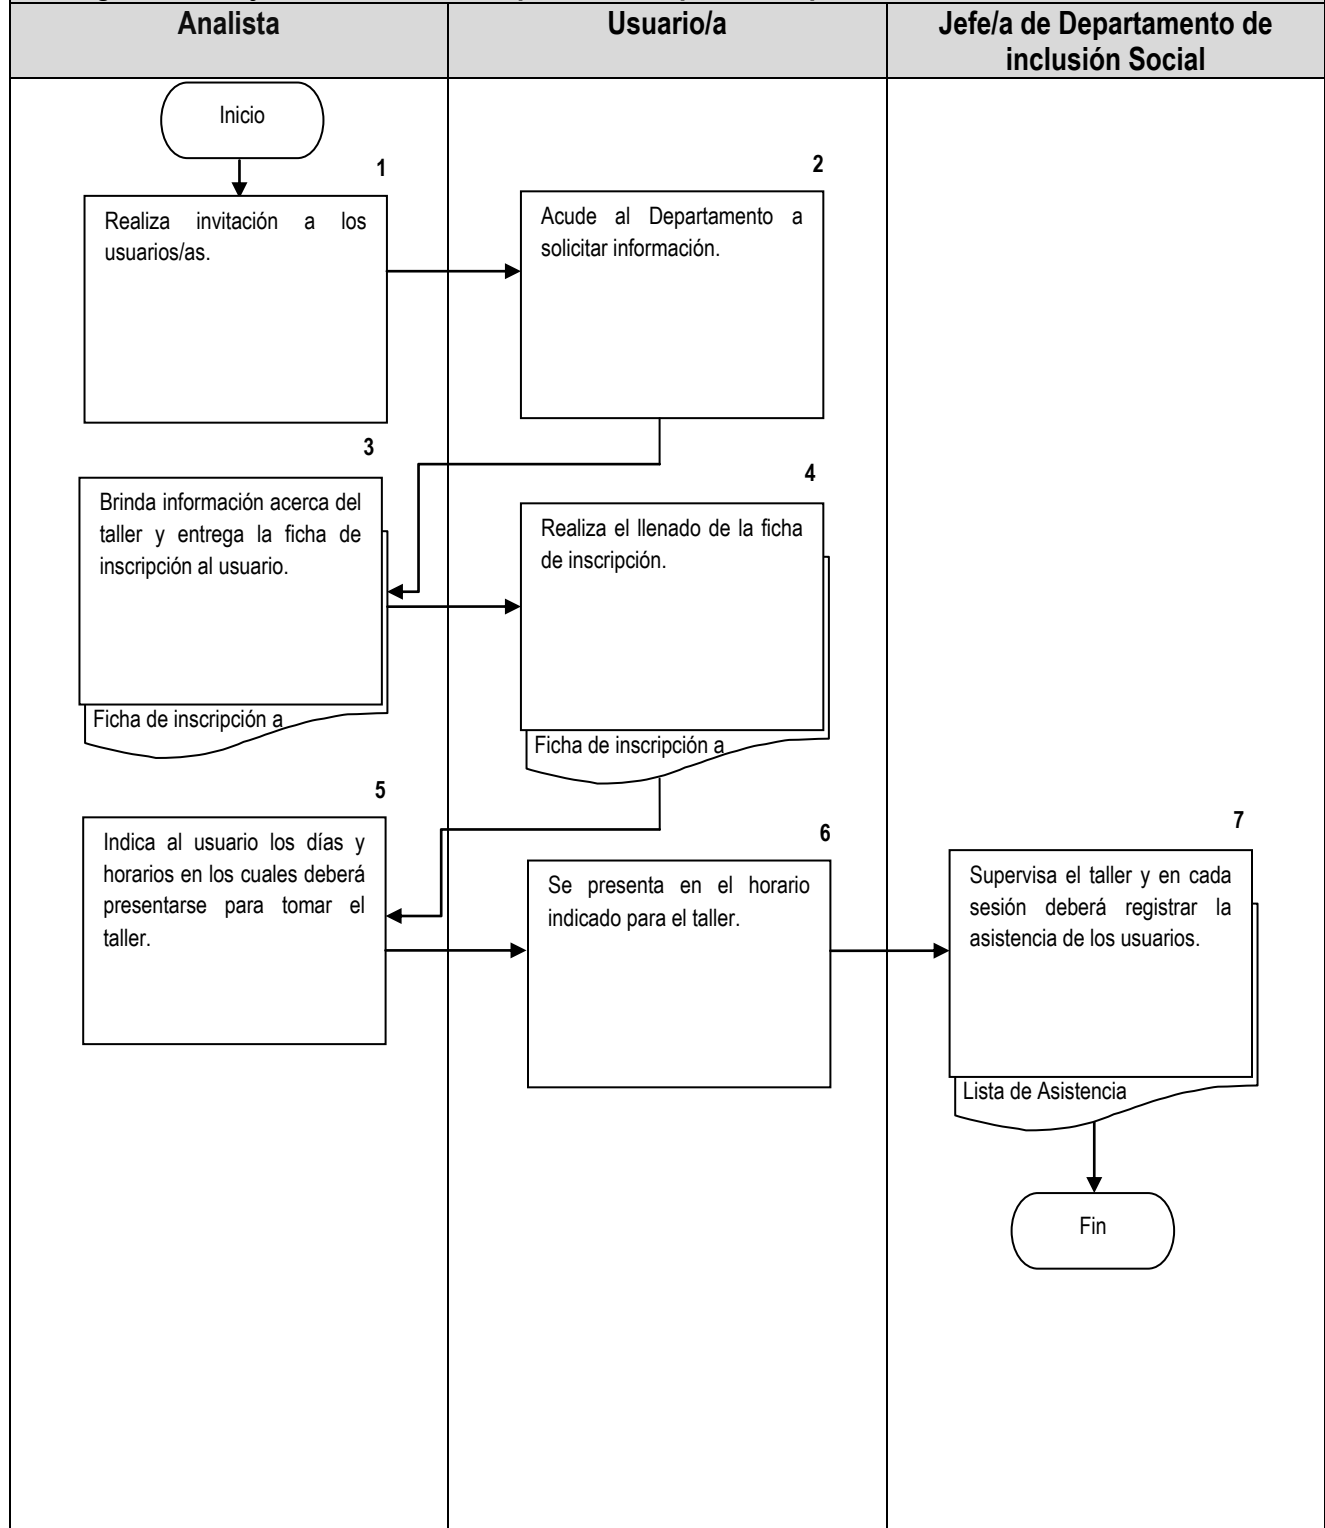 Analista
Usuario/a
Jefe/a de Departamento de
inclusión Social
Inicio
1
Realiza invitación a los
usuarios/as.
2
Acude al Departamento a
solicitar información.
3
Brinda información acerca del
taller y entrega la ficha de
inscripción al usuario.
Ficha de inscripción a
4
Realiza el llenado de la ficha
de inscripción.
Ficha de inscripción a
5
Indica al usuario los días y
horarios en los cuales deberá
presentarse para tomar el
taller.
6
Se presenta en el horario
indicado para el taller.
7
Supervisa el taller y en cada
sesión deberá registrar la
asistencia de los usuarios.
Lista de Asistencia
Fin